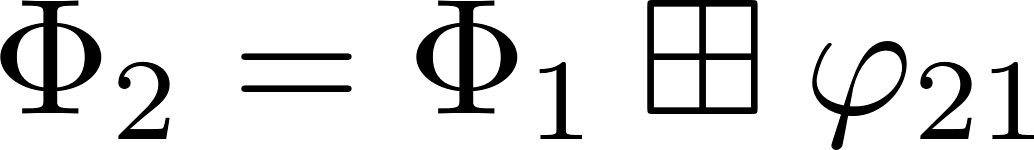 Φ₂ = Φ₁ ⊞ φ₂₁